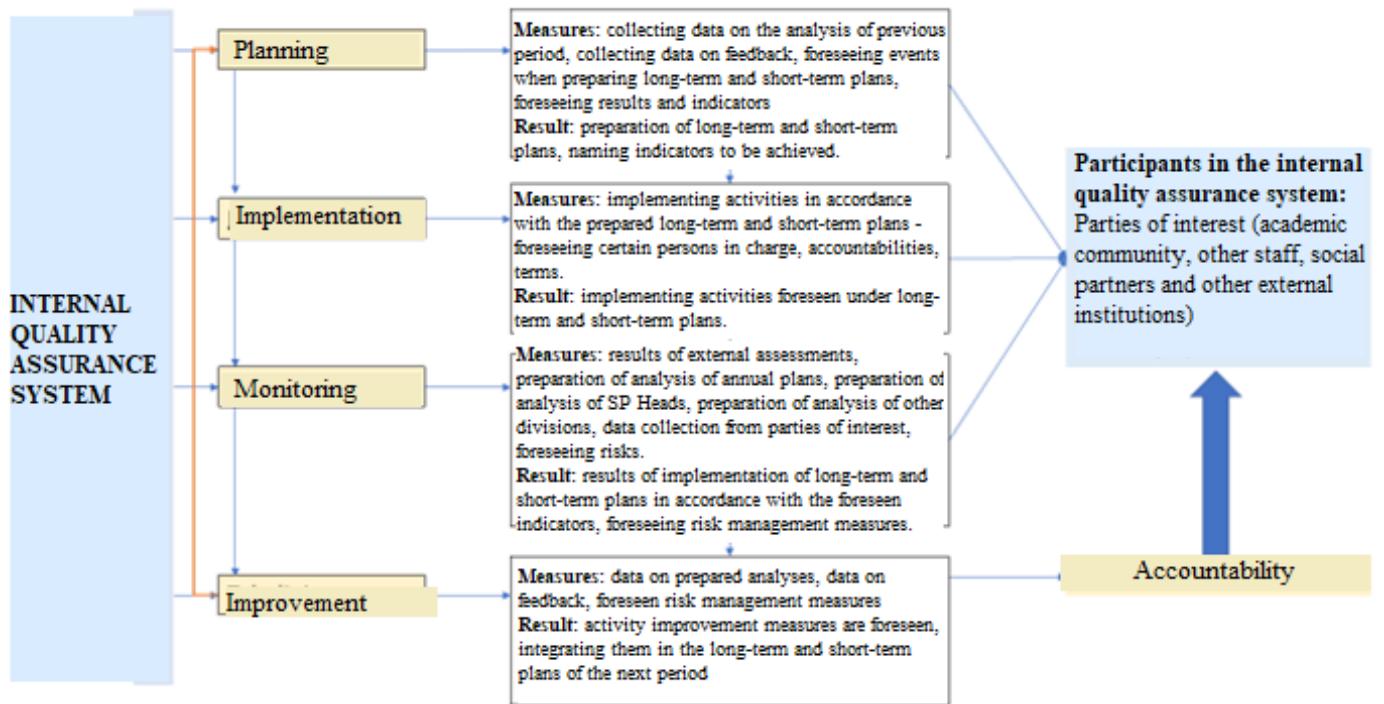 INTERNAL
QUALITY
ASSURANCE
SYSTEM
Planning
Measures: collecting data on the analysis of previous
period, collecting data on feedback, foreseeing events
when preparing long-term and short-term plans,
foreseeing results and indicators
Result: preparation of long-term and short-term
plans, naming indicators to be achieved.
Implementation
Measures: implementing activities in accordance
with the prepared long-term and short-term plans -
foreseeing certain persons in charge, accountabilities,
terms.
Result: implementing activities foreseen under long-
term and short-term plans.
Monitoring
Measures: results of external assessments,
preparation of analysis of annual plans, preparation of
analysis of SP Heads, preparation of analysis of other
divisions, data collection from parties of interest,
foreseeing risks.
Result: results of implementation of long-term and
short-term plans in accordance with the foreseen
indicators, foreseeing risk management measures.
Improvement
Measures: data on prepared analyses, data on
feedback, foreseen risk management measures
Result: activity improvement measures are foreseen,
integrating them in the long-term and short-term
plans of the next period
Participants in the internal
quality assurance system:
Parties of interest (academic
community, other staff, social
partners and other external
institutions)
Accountability